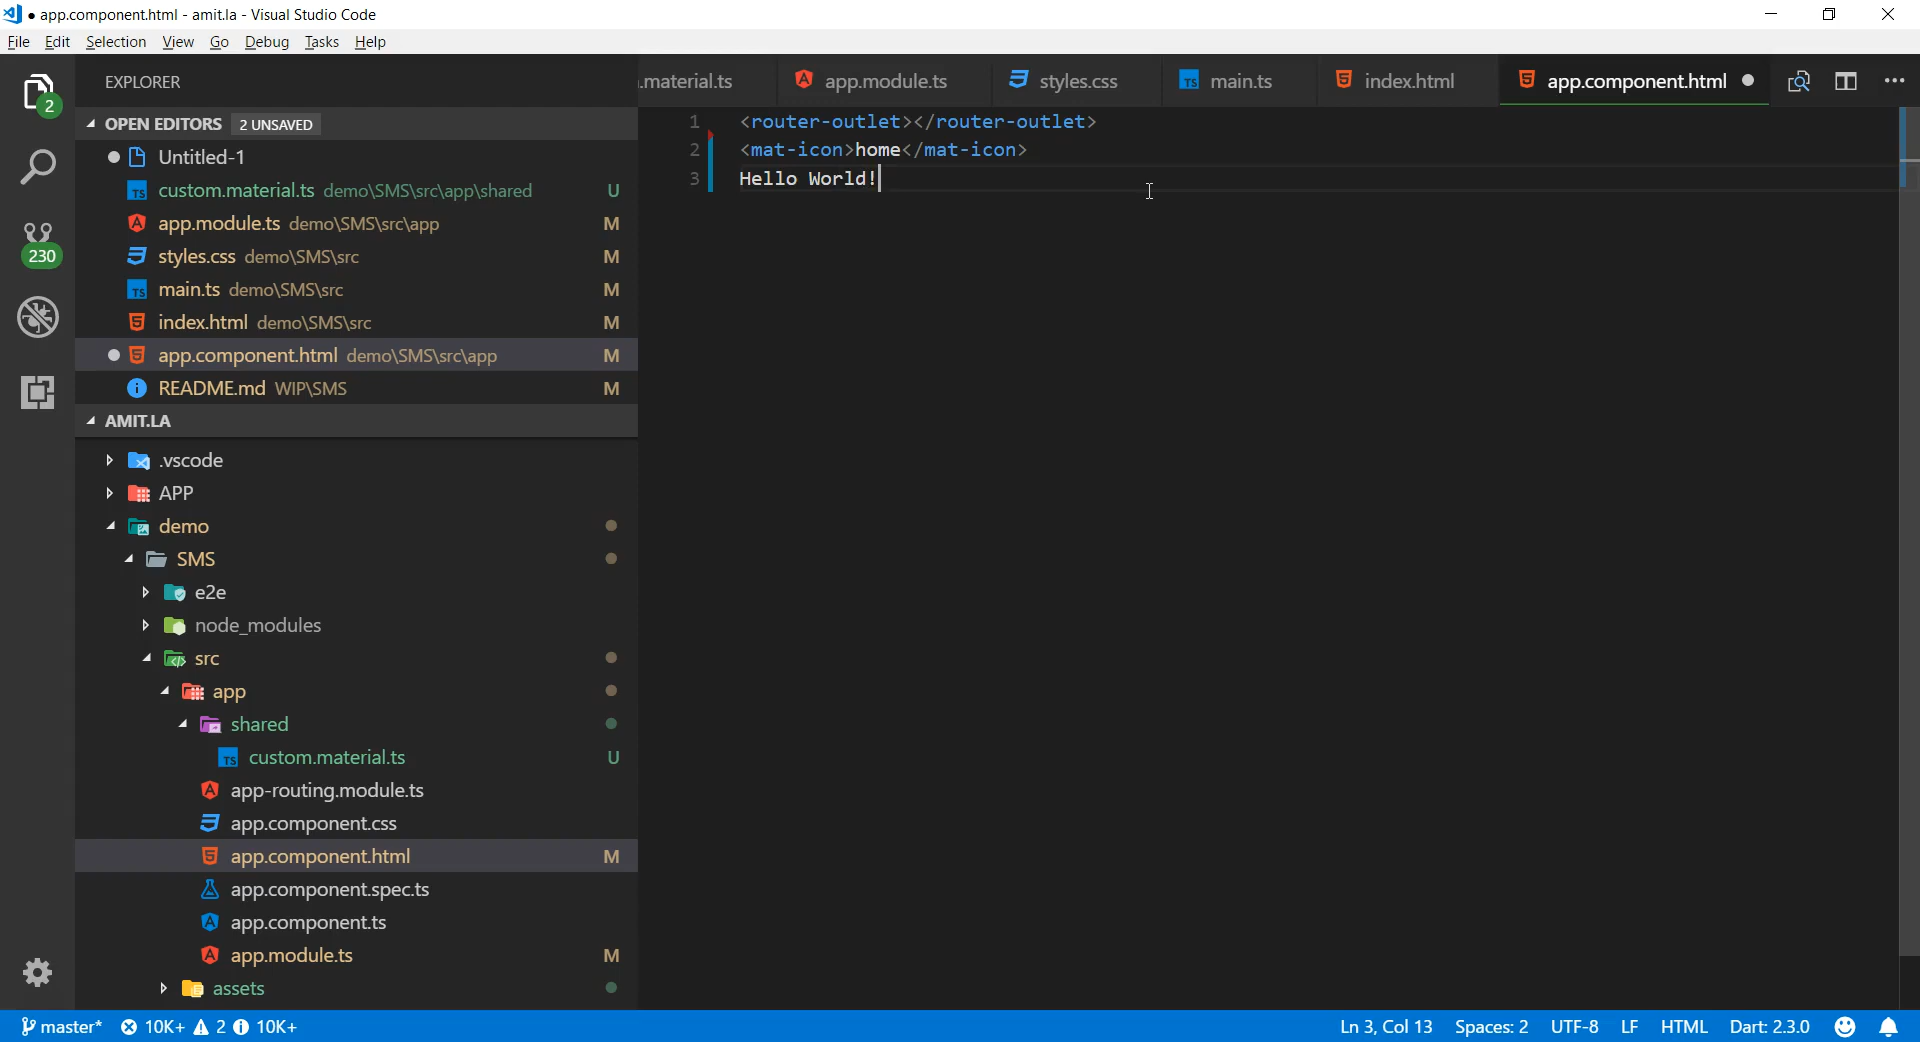 ● app.component.html - amit.la - Visual Studio Code
File Edit Selection View Go Debug Tasks Help
EXPLORER
.material.ts app.module.ts styles.css TS main.ts index.html app.component.html ●
2
OPEN EDITORS 2 UNSAVED
Untitled-1
TS custom.material.ts demo\SMS\src\app\shared U
app.module.ts demo\SMS\src\app M
styles.css demo\SMS\src M
TS main.ts demo\SMS\src M
index.html demo\SMS\src M
app.component.html demo\SMS\src\app M
README.md WIP\SMS M
230
AMIT.LA
.vscode
APP
demo
SMS
e2e
node_modules
src
app
shared
TS custom.material.ts U
app-routing.module.ts
app.component.css
app.component.html M
app.component.spec.ts
app.component.ts
app.module.ts M
assets
1 <router-outlet></router-outlet>
2 <mat-icon>home</mat-icon>
3 Hello World!
master* 10K+ 2 10K+ Ln 3, Col 13 Spaces: 2 UTF-8 LF HTML Dart: 2.3.0